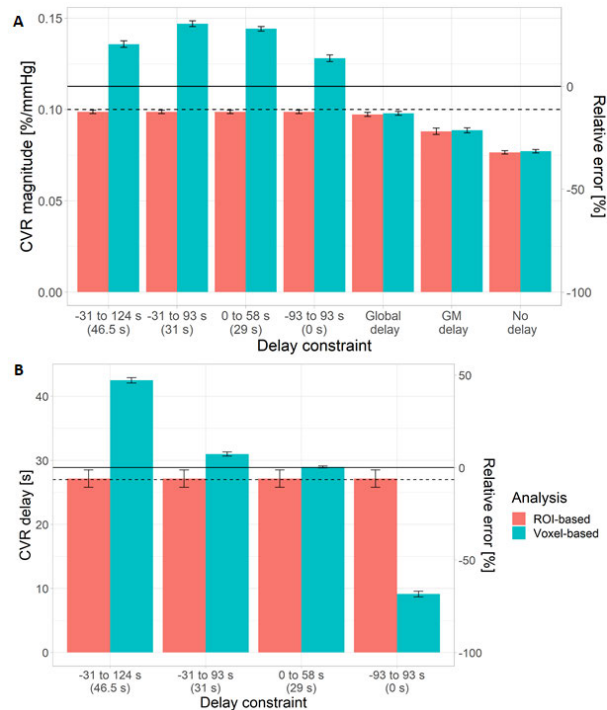 A
CVR magnitude [%/mmHg]
0.15
0.10
0.05
0.00
0
-50
-100
Relative error [%]
-31 to 124 s
(46.5 s)
-31 to 93 s
(31 s)
0 to 58 s
(29 s)
-93 to 93 s
(0 s)
Global
delay
GM
delay
No
delay
Delay constraint
B
CVR delay [s]
40
30
20
10
0
50
0
-50
-100
Relative error [%]
Analysis
ROI-based
Voxel-based
-31 to 124 s
(46.5 s)
-31 to 93 s
(31 s)
0 to 58 s
(29 s)
-93 to 93 s
(0 s)
Delay constraint